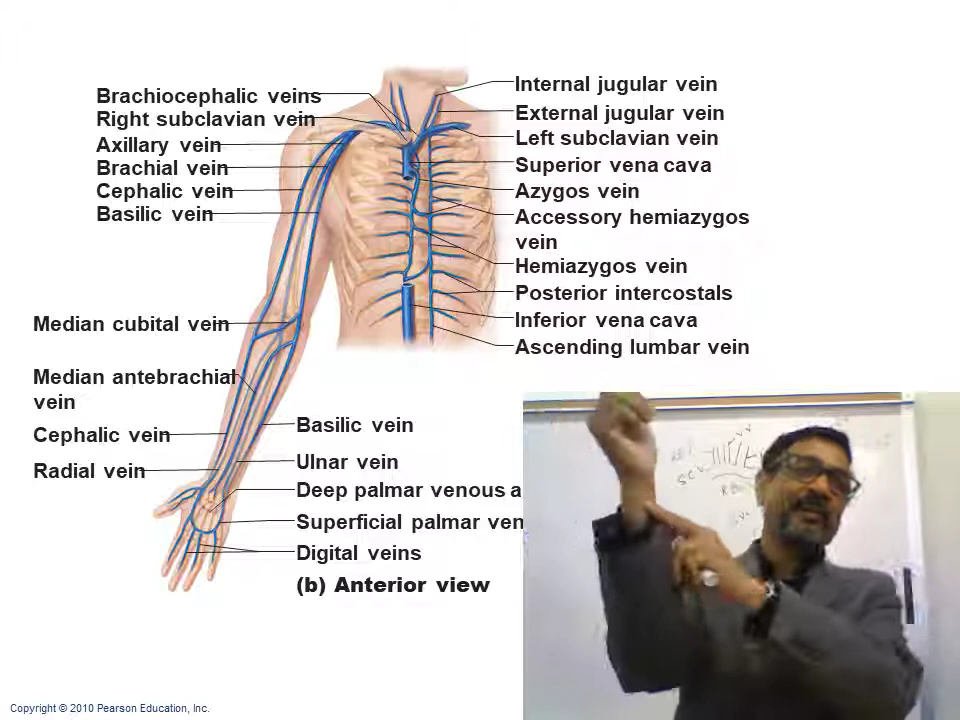 Brachiocephalic veins
Right subclavian vein
Axillary vein
Brachial vein
Cephalic vein
Basilic vein
Median cubital vein
Median antebrachial
vein
Cephalic vein
Radial vein
Internal jugular vein
External jugular vein
Left subclavian vein
Superior vena cava
Azygos vein
Accessory hemiazygos
vein
Hemiazygos vein
Posterior intercostals
Inferior vena cava
Ascending lumbar vein
Basilic vein
Ulnar vein
Deep palmar venous a
Superficial palmar ven
Digital veins
(b) Anterior view
Copyright © 2010 Pearson Education, Inc.